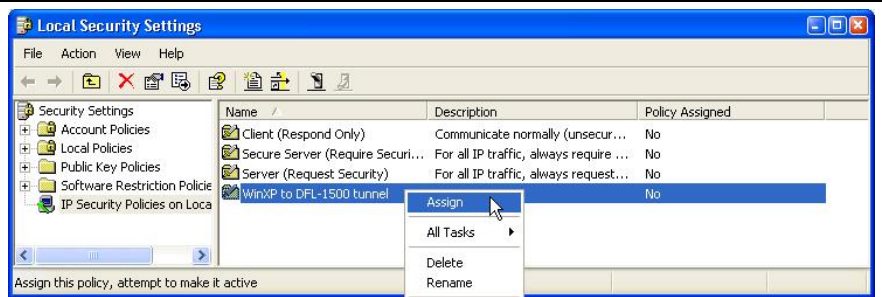 Local Security Settings
File Action View Help
Security Settings
Account Policies
Local Policies
Public Key Policies
Software Restriction Policie
IP Security Policies on Loca
Name Description Policy Assigned
Client (Respond Only) Communicate normally (unsecur... No
Secure Server (Require Securi... For all IP traffic, always require ... No
Server (Request Security) For all IP traffic, always request... No
WinXP to DFL-1500 tunnel No
Assign
All Tasks
Delete
Rename
Assign this policy, attempt to make it active